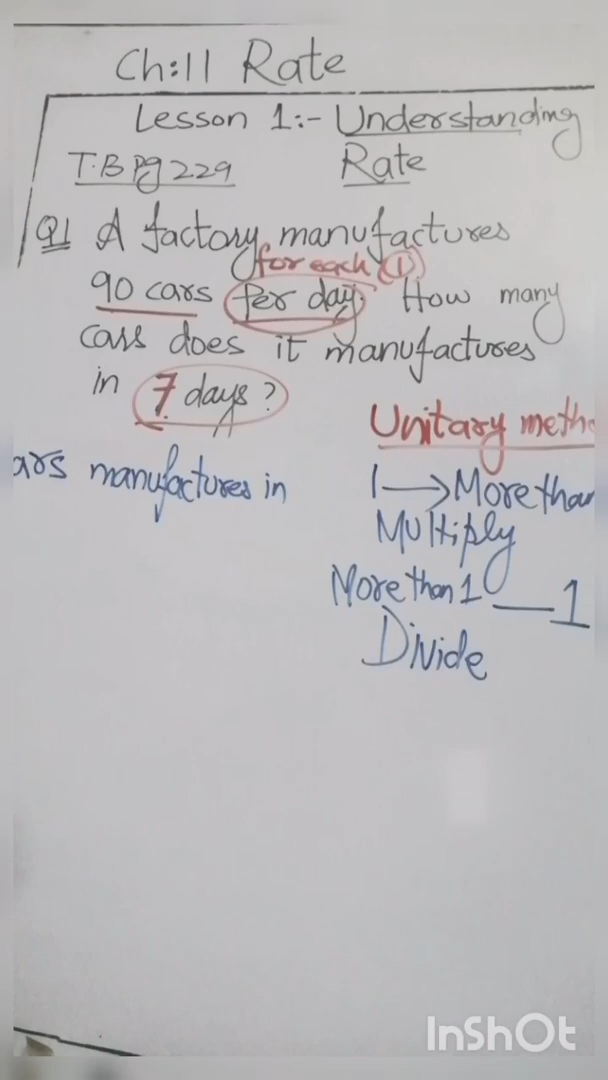 Ch:11 Rate
Lesson 1:- Understanding
T.B pg 229 Rate
Q1 A factory manufactures
for each (1)
90 cars per day. How many
cars does it manufactures
in 7 days?
Unitary meth
ars manufactures in
1 → More than
Multiply
More than 1 — 1
Divide
InShOt